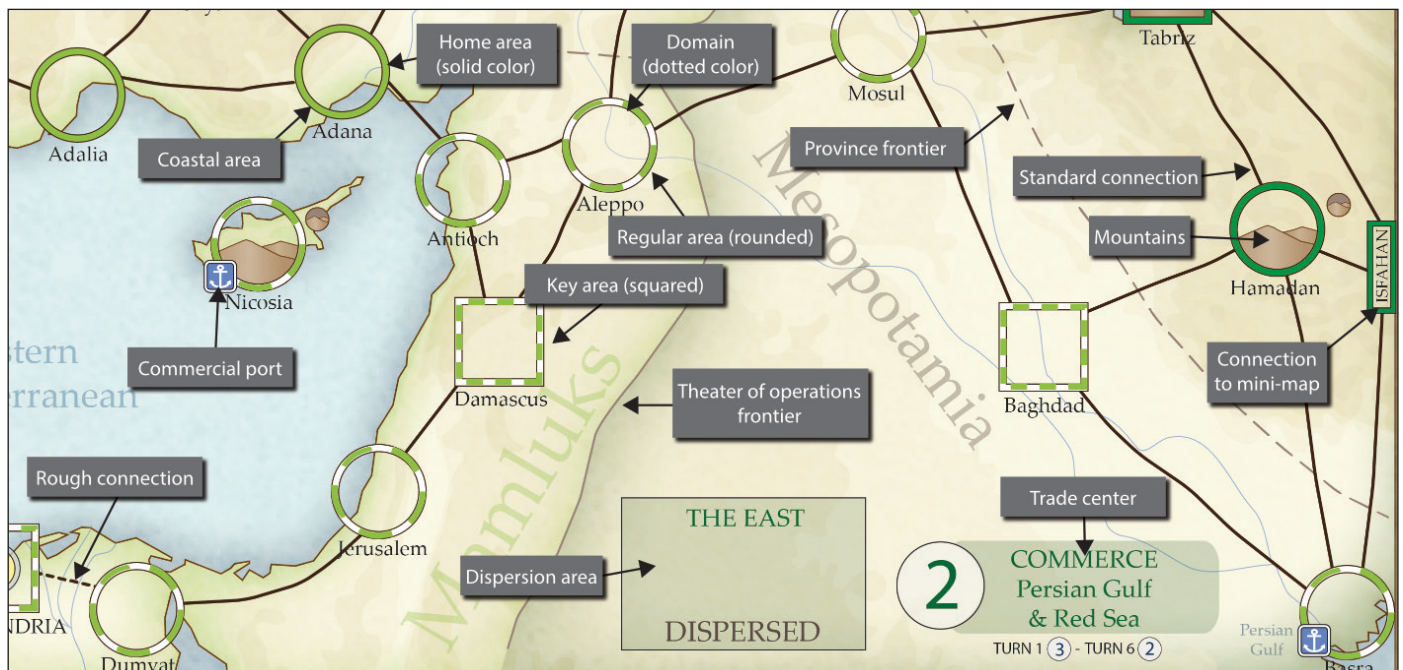 Home area
(solid color)
Domain
(dotted color)
Tabriz
Mosul
Adana
Adalia
Coastal area
Province frontier
Standard connection
Aleppo
Antioch
Regular area (rounded)
Mountains
Mesopotamia
Key area (squared)
Nicosia
Hamadan
ISFAHAN
stern
erranean
Commercial port
Connection
to mini-map
Damascus
Theater of operations
frontier
Baghdad
Mamluks
Rough connection
Trade center
THE EAST
Jerusalem
Dispersion area
2
COMMERCE
Persian Gulf
& Red Sea
NDRIA
DISPERSED
TURN 1 3 - TURN 6 2
Persian
Gulf
Dumyat
Basra